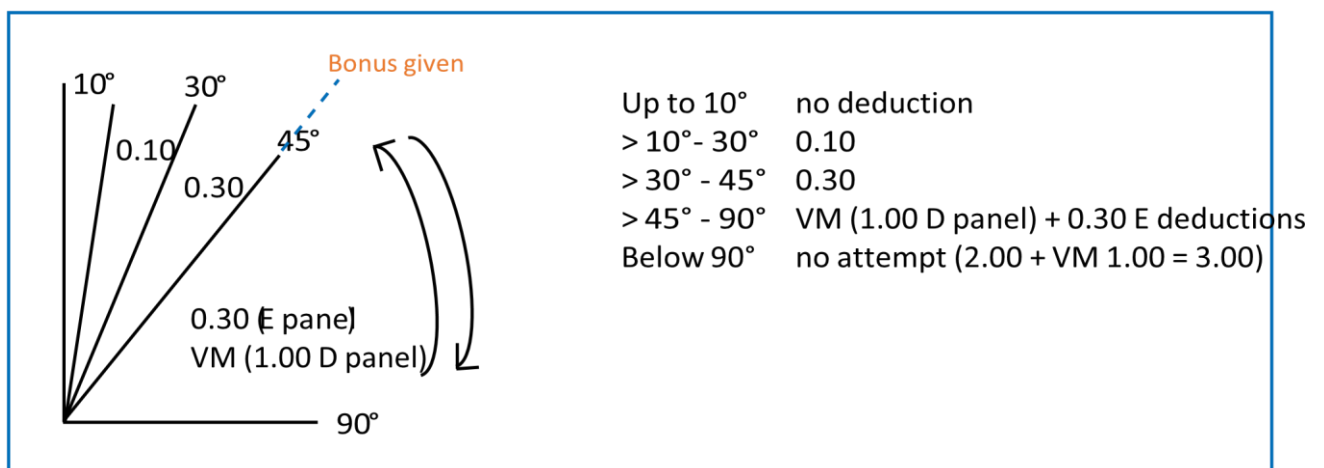 Bonus given
10°
30°
45°
0.10
0.30
0.30 (E panel)
VM (1.00 D panel)
90°
Up to 10° no deduction
> 10°- 30° 0.10
> 30° - 45° 0.30
> 45° - 90° VM (1.00 D panel) + 0.30 E deductions
Below 90° no attempt (2.00 + VM 1.00 = 3.00)